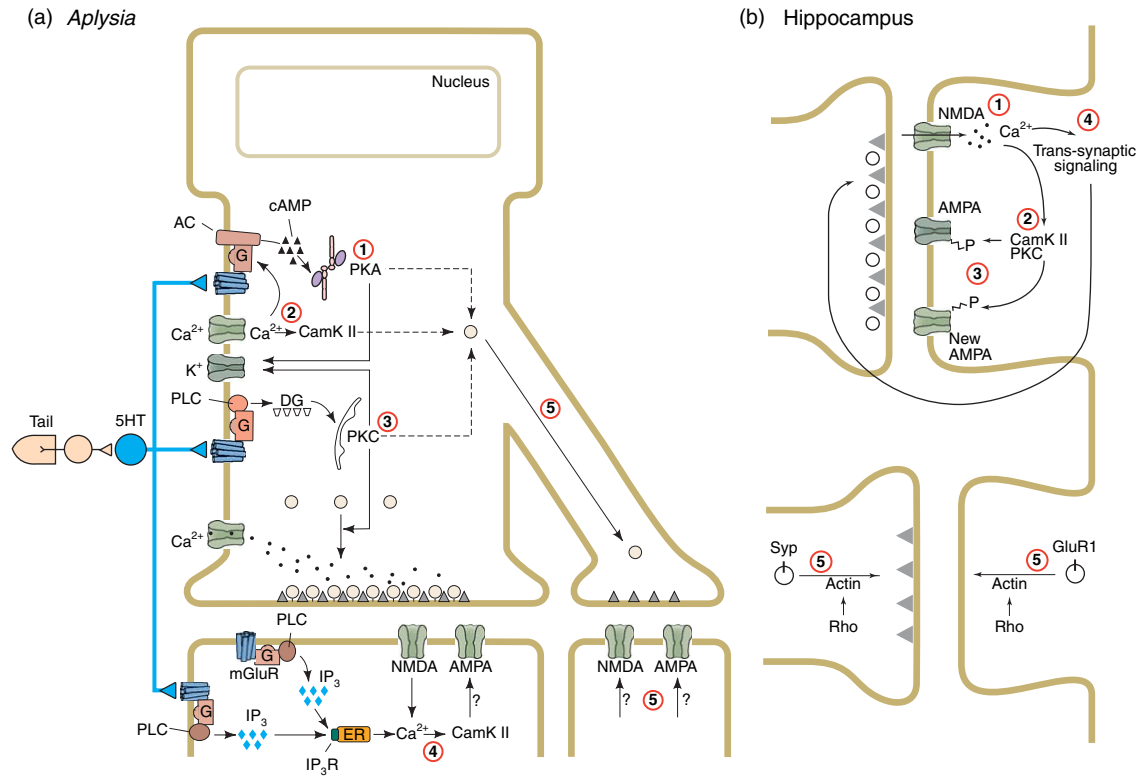 (a) Aplysia
Nucleus
cAMP
AC
G
1
PKA
2
Ca2+
Ca2+
CamK II
K+
PLC
DG
G
3
PKC
5
Tail
5HT
Ca2+
PLC
mGluR
G
IP3
NMDA
AMPA
NMDA
AMPA
G
PLC
IP3
ER
Ca2+
CamK II
?
4
IP3R
?
5
?
(b) Hippocampus
NMDA
1
Ca2+
4
Trans-synaptic
signaling
AMPA
P
2
CamK II
PKC
3
P
New
AMPA
Syp
5
Actin
Rho
5
GluR1
Actin
Rho